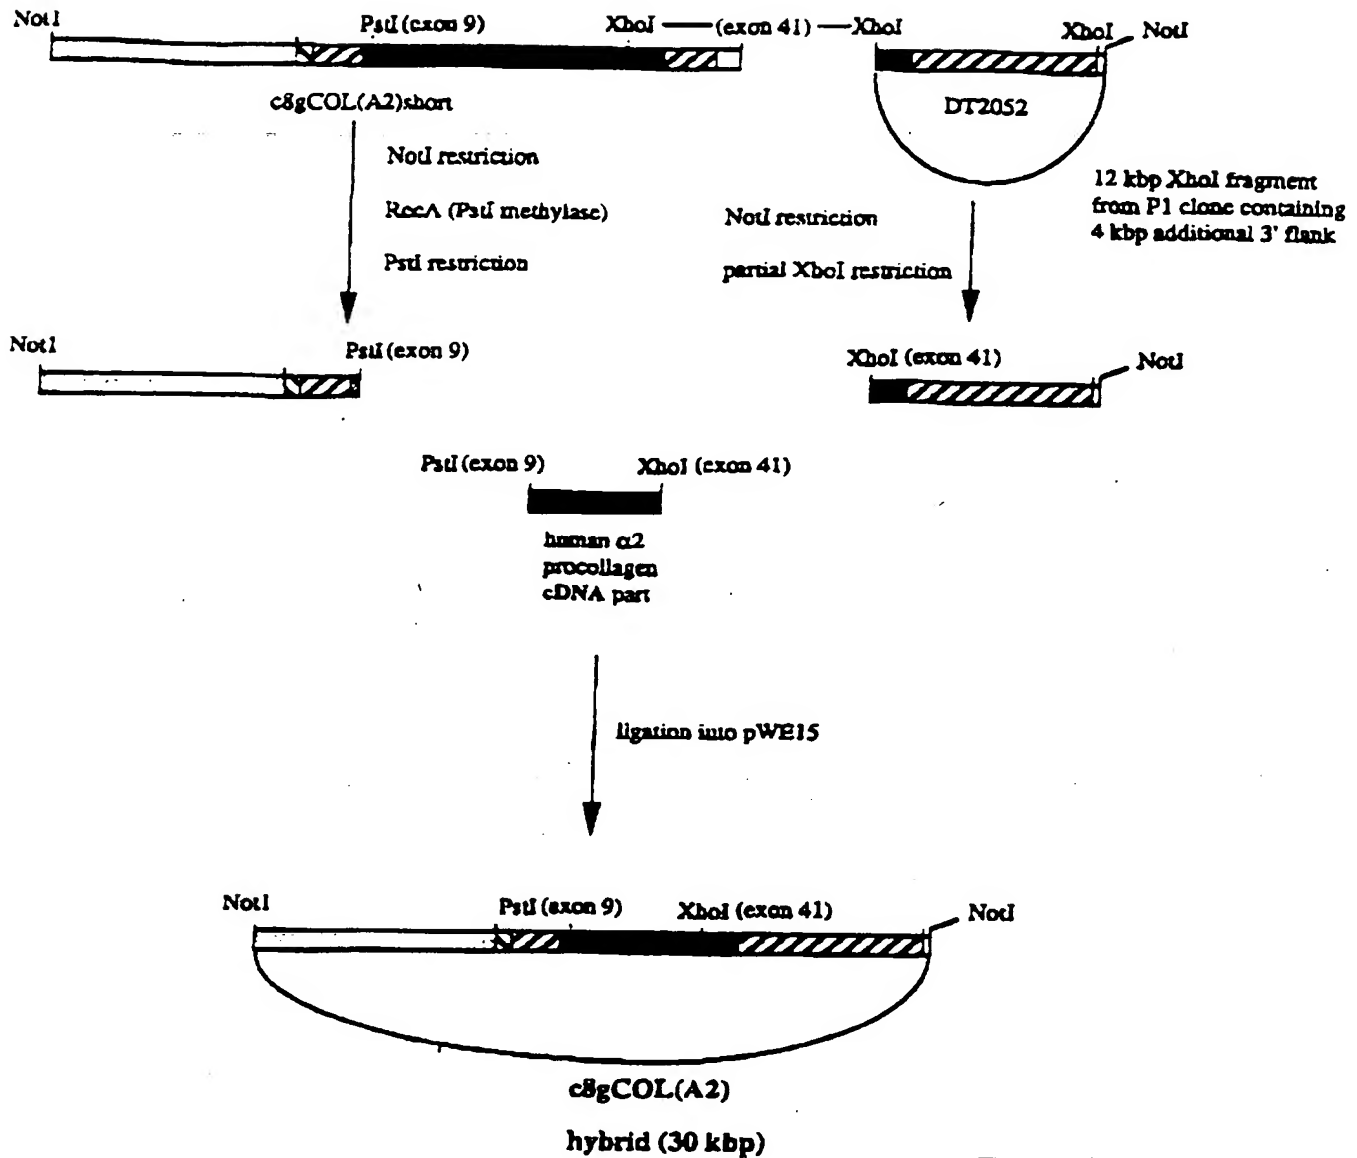 Not1 PstI (exon 9) XhoI (exon 41) XhoI XhoI NotI
c8gCOL(A2)short
DT2052
NotI restriction
RecA (PstI methylase)
PstI restriction
NotI restriction
partial XhoI restriction
12 kbp XhoI fragment
from P1 clone containing
4 kbp additional 3' flank
Not1 PstI (exon 9)
XhoI (exon 41) NotI
PstI (exon 9) XhoI (exon 41)
human α2
procollagen
cDNA part
ligation into pWE15
NotI PstI (exon 9) XhoI (exon 41) NotI
c8gCOL(A2)
hybrid (30 kbp)